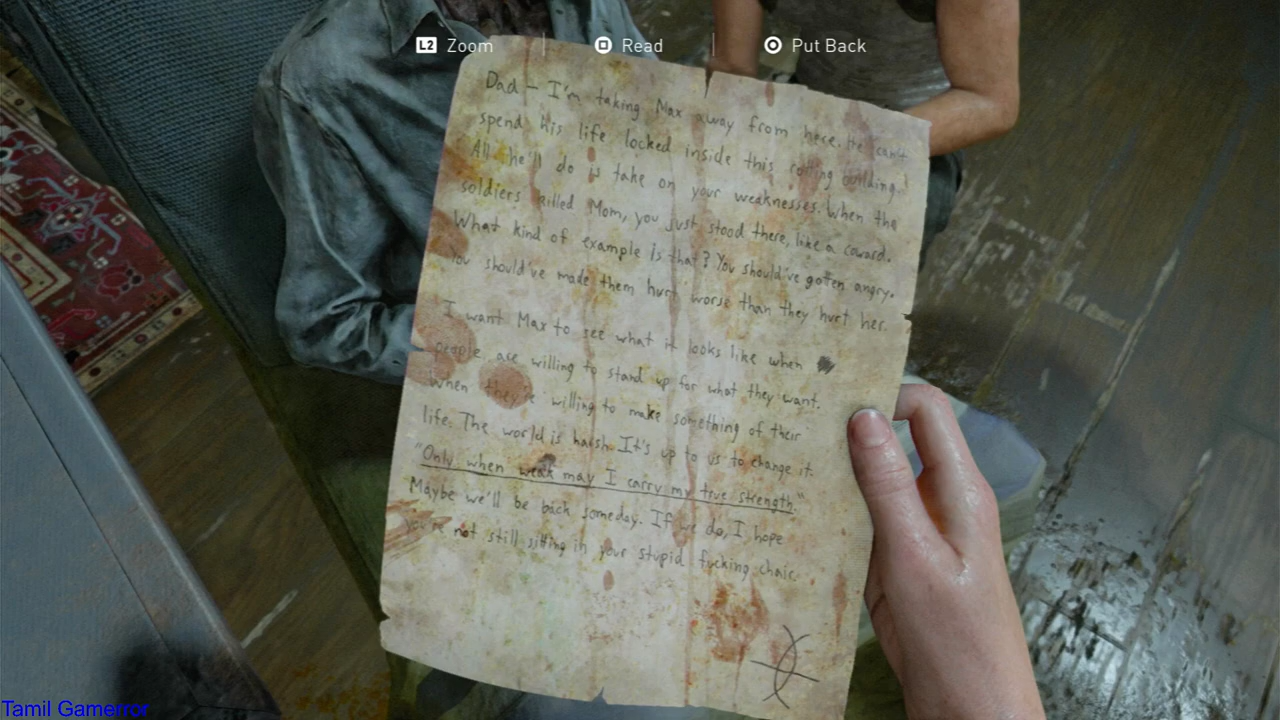 L2 Zoom
Read
Put Back
Dad - I'm taking Max away from here. He can't
spend his life locked inside this rotting building.
All he'll do is take on your weaknesses. When the
soldiers killed Mom, you just stood there, like a coward.
What kind of example is that? You should've gotten angry.
You should've made them hurt worse than they hurt her.
I want Max to see what it looks like when
people are willing to stand up for what they want.
When they're willing to make something of their
life. The world is harsh. It's up to us to change it.
"Only when weak may I carry my true strength."
Maybe we'll be back someday. If we do, I hope
you're not still sitting in your stupid fucking chair.
Tamil Gamerror